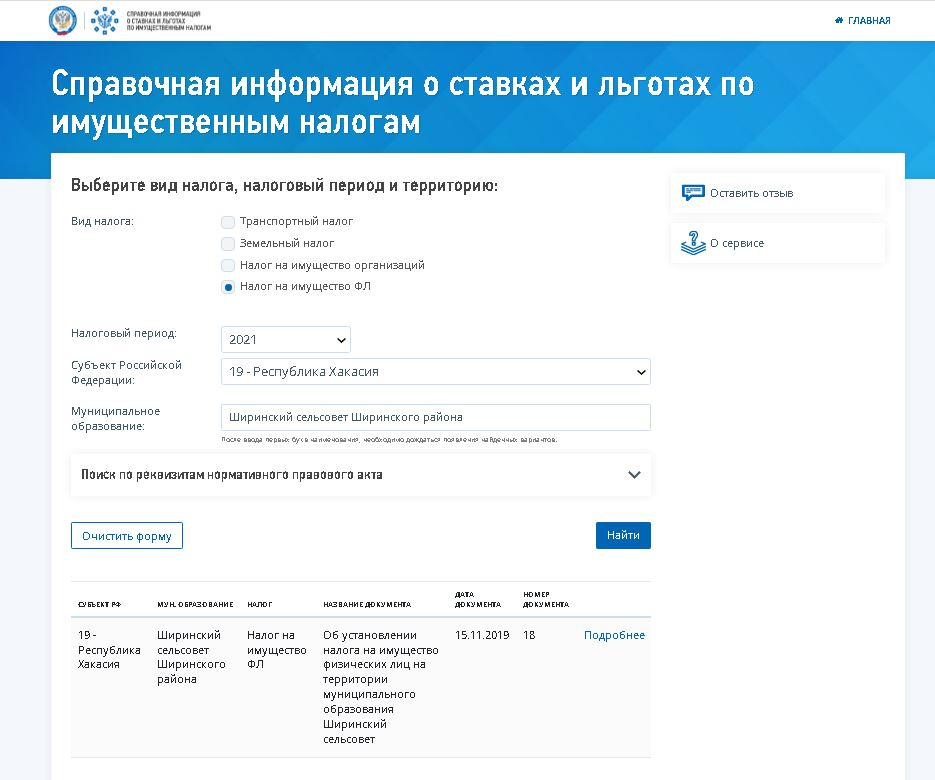 СПРАВОЧНАЯ ИНФОРМАЦИЯ
О СТАВКАХ И ЛЬГОТАХ
ПО ИМУЩЕСТВЕННЫМ НАЛОГАМ
ГЛАВНАЯ
Справочная информация о ставках и льготах по
имущественным налогам
Выберите вид налога, налоговый период и территорию:
Вид налога:
Транспортный налог
Земельный налог
Налог на имущество организаций
Налог на имущество ФЛ
Налоговый период:
2021
Субъект Российской
Федерации:
19 - Республика Хакасия
Муниципальное
образование:
Ширинский сельсовет Ширинского района
После ввода первых букв наименования, необходимо дождаться появления найденных вариантов.
Поиск по реквизитам нормативного правового акта
Очистить форму
Найти
Оставить отзыв
О сервисе
СУБЪЕКТ РФ
МУН. ОБРАЗОВАНИЕ
НАЛОГ
НАЗВАНИЕ ДОКУМЕНТА
ДАТА
ДОКУМЕНТА
НОМЕР
ДОКУМЕНТА
19 -
Республика
Хакасия
Ширинский
сельсовет
Ширинского
района
Налог на
имущество
ФЛ
Об установлении
налога на имущество
физических лиц на
территории
муниципального
образования
Ширинский
сельсовет
15.11.2019
18
Подробнее